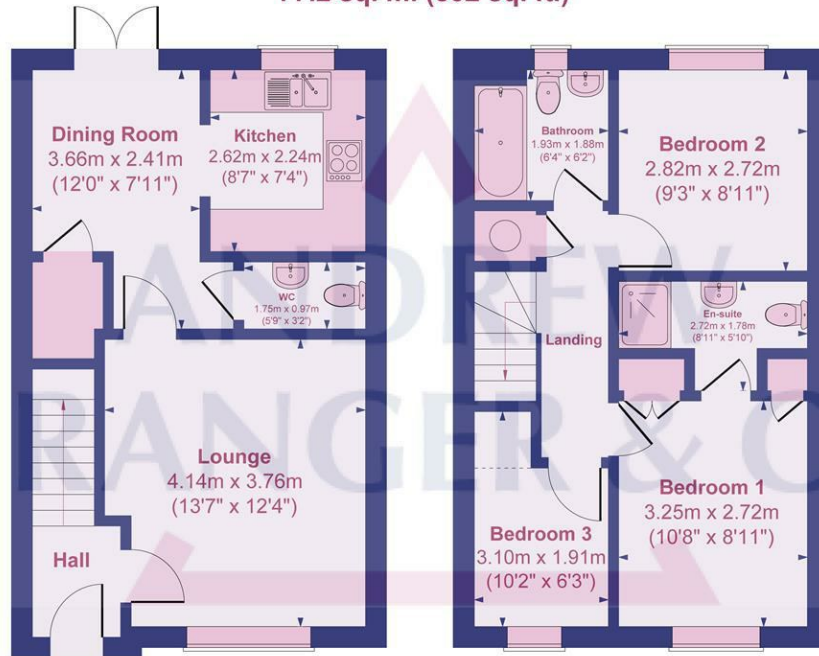 Dining Room
3.66m x 2.41m
(12'0" x 7'11")
Kitchen
2.62m x 2.24m
(8'7" x 7'4")
WC
1.75m x 0.97m
(5'9" x 3'2")
Lounge
4.14m x 3.76m
(13'7" x 12'4")
Hall
Bathroom
1.93m x 1.88m
(6'4" x 6'2")
Bedroom 2
2.82m x 2.72m
(9'3" x 8'11")
En-suite
2.72m x 1.78m
(8'11" x 5'10")
Landing
Bedroom 1
3.25m x 2.72m
(10'8" x 8'11")
Bedroom 3
3.10m x 1.91m
(10'2" x 6'3")
ANDREW
RANGER & C